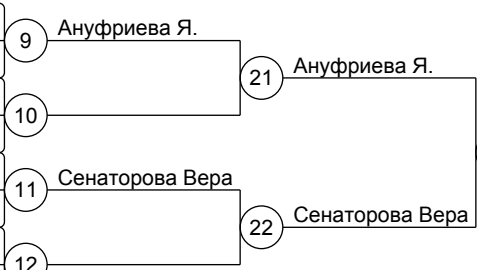 9 Ануфриева Я.
21 Ануфриева Я.
10
11 Сенаторова Вера
22 Сенаторова Вера
12